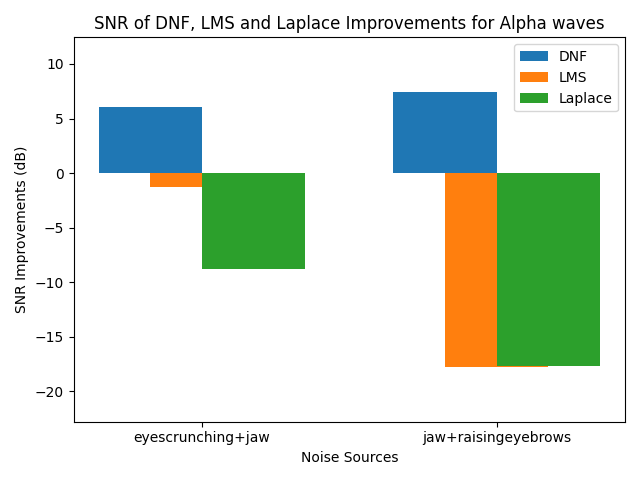 SNR of DNF, LMS and Laplace Improvements for Alpha waves
DNF
LMS
Laplace
10
5
0
−5
−10
−15
−20
SNR Improvements (dB)
eyescrunching+jaw
jaw+raisingeyebrows
Noise Sources